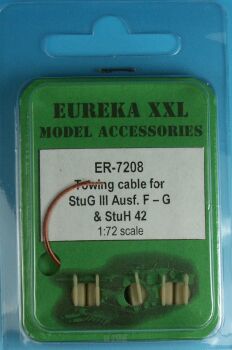 EUREKA XXL
MODEL ACCESSORIES
ER-7208
Towing cable for
StuG III Ausf. F – G
& StuH 42
1:72 scale